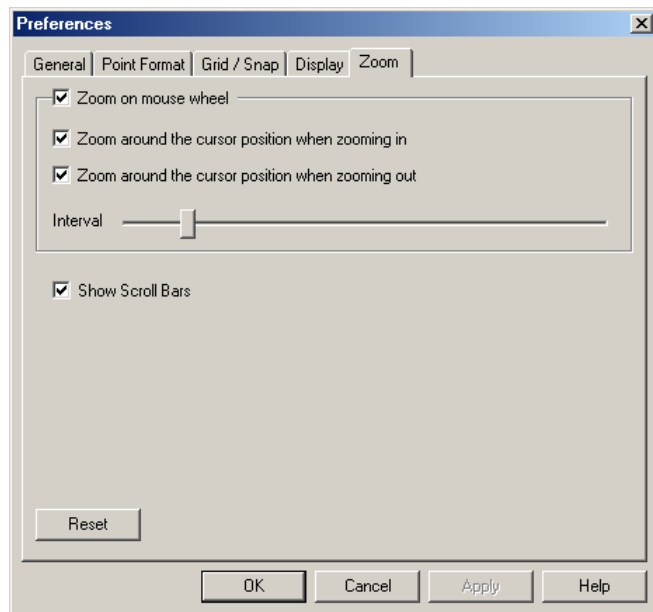 Preferences
General Point Format Grid / Snap Display Zoom
Zoom on mouse wheel
Zoom around the cursor position when zooming in
Zoom around the cursor position when zooming out
Interval
Show Scroll Bars
Reset
OK Cancel Apply Help